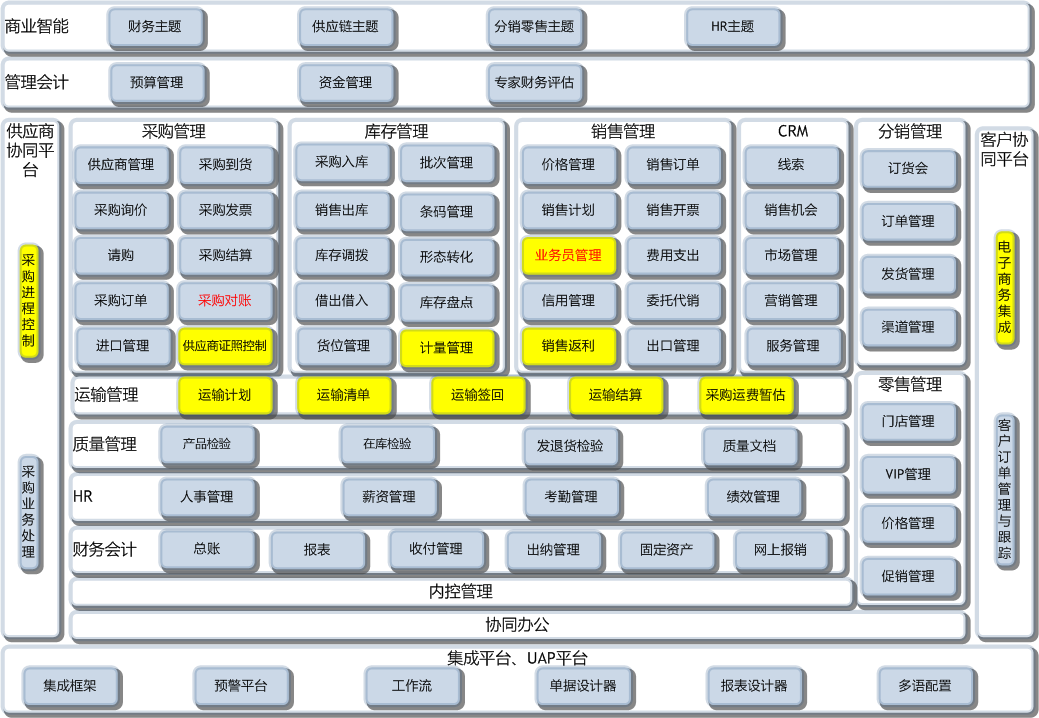 商业智能
财务主题
供应链主题
分销零售主题
HR主题
管理会计
预算管理
资金管理
专家财务评估
供应商
协同平
台
采购进程控制
采购业务处理
采购管理
供应商管理
采购到货
采购询价
采购发票
请购
采购结算
采购订单
采购对账
进口管理
供应商证照控制
库存管理
采购入库
批次管理
销售出库
条码管理
库存调拨
形态转化
借出借入
库存盘点
货位管理
计量管理
销售管理
价格管理
销售订单
销售计划
销售开票
业务员管理
费用支出
信用管理
委托代销
销售返利
出口管理
CRM
线索
销售机会
市场管理
营销管理
服务管理
分销管理
订货会
订单管理
发货管理
渠道管理
客户协
同平台
电子商务集成
客户订单管理与跟踪
运输管理
运输计划
运输清单
运输签回
运输结算
采购运费暂估
零售管理
门店管理
VIP管理
价格管理
促销管理
质量管理
产品检验
在库检验
发退货检验
质量文档
HR
人事管理
薪资管理
考勤管理
绩效管理
财务会计
总账
报表
收付管理
出纳管理
固定资产
网上报销
内控管理
协同办公
集成平台、UAP平台
集成框架
预警平台
工作流
单据设计器
报表设计器
多语配置